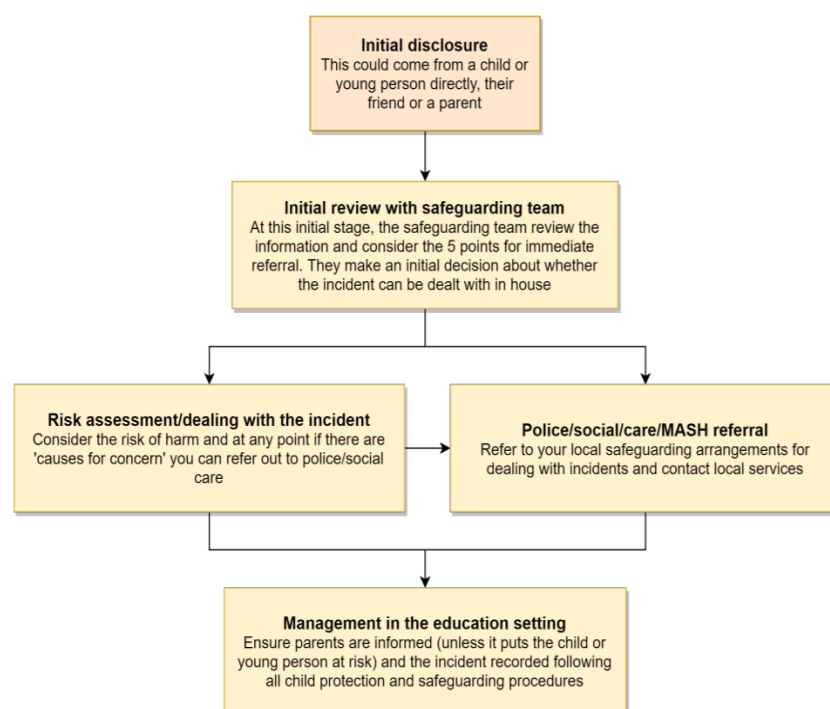 Initial disclosure
This could come from a child or
young person directly, their
friend or a parent
Initial review with safeguarding team
At this initial stage, the safeguarding team review the
information and consider the 5 points for immediate
referral. They make an initial decision about whether
the incident can be dealt with in house
Risk assessment/dealing with the incident
Consider the risk of harm and at any point if there are
'causes for concern' you can refer out to police/social
care
Police/social/care/MASH referral
Refer to your local safeguarding arrangements for
dealing with incidents and contact local services
Management in the education setting
Ensure parents are informed (unless it puts the child or
young person at risk) and the incident recorded following
all child protection and safeguarding procedures